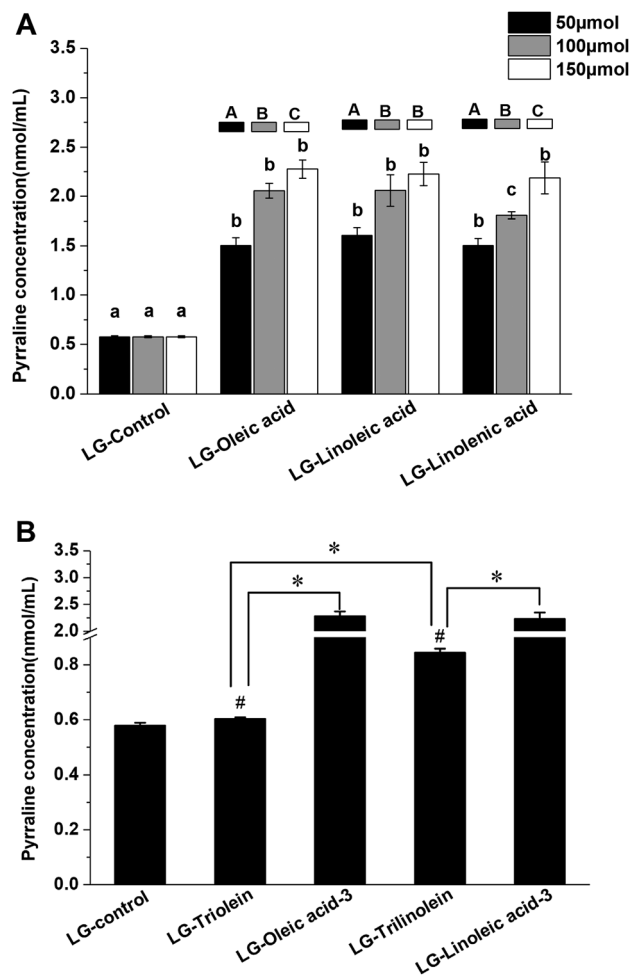 A
50µmol
100µmol
150µmol
Pyrraline concentration(nmol/mL)
3.5
3.0
2.5
2.0
1.5
1.0
0.5
0.0
A B C
A B B
A B C
a a a
b b b
b b b
b c b
LG-Control
LG-Oleic acid
LG-Linoleic acid
LG-Linolenic acid
B
Pyrraline concentration(nmol/mL)
3.5
3.0
2.5
2.0
0.8
0.6
0.4
0.2
0.0
*
* *
#
#
LG-control
LG-Triolein
LG-Oleic acid-3
LG-Trilinolein
LG-Linoleic acid-3